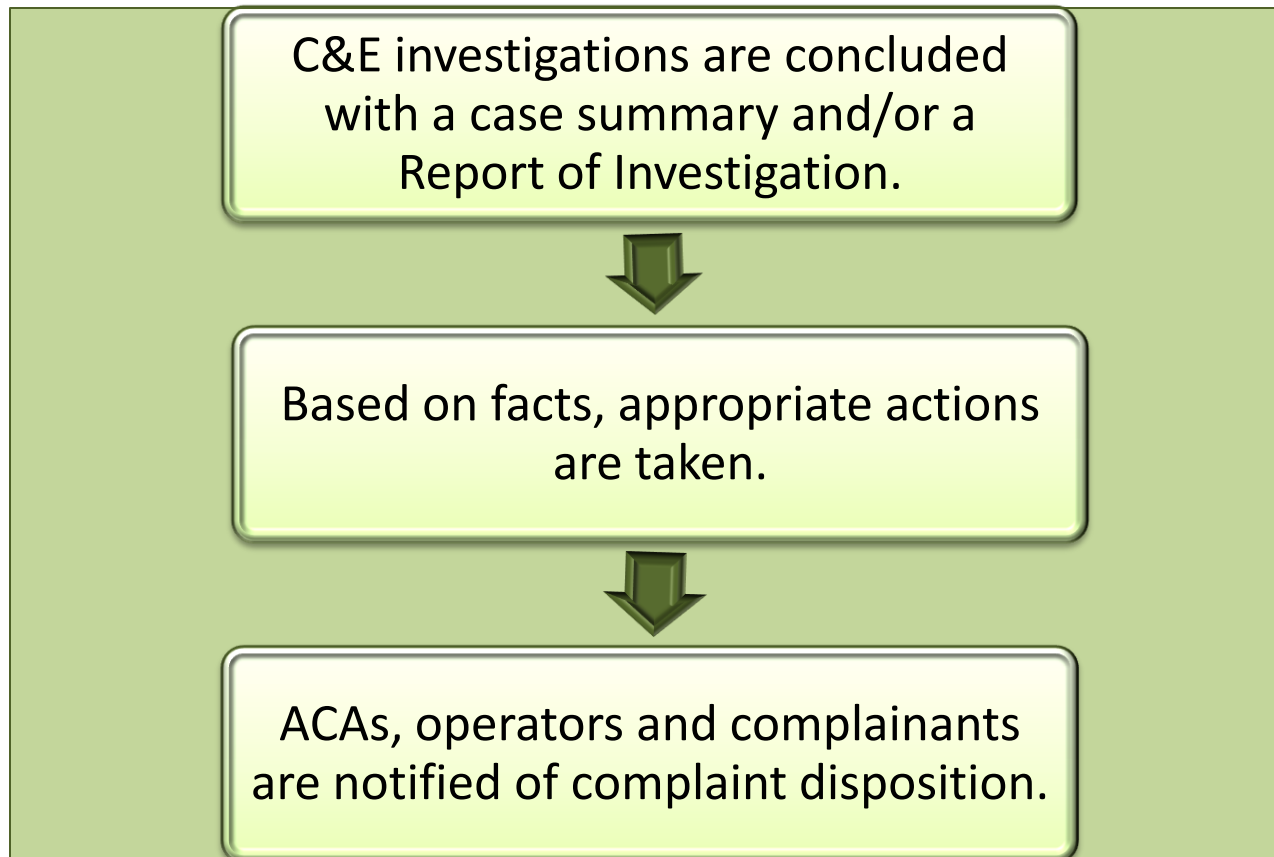 C&E investigations are concluded
with a case summary and/or a
Report of Investigation.
Based on facts, appropriate actions
are taken.
ACAs, operators and complainants
are notified of complaint disposition.